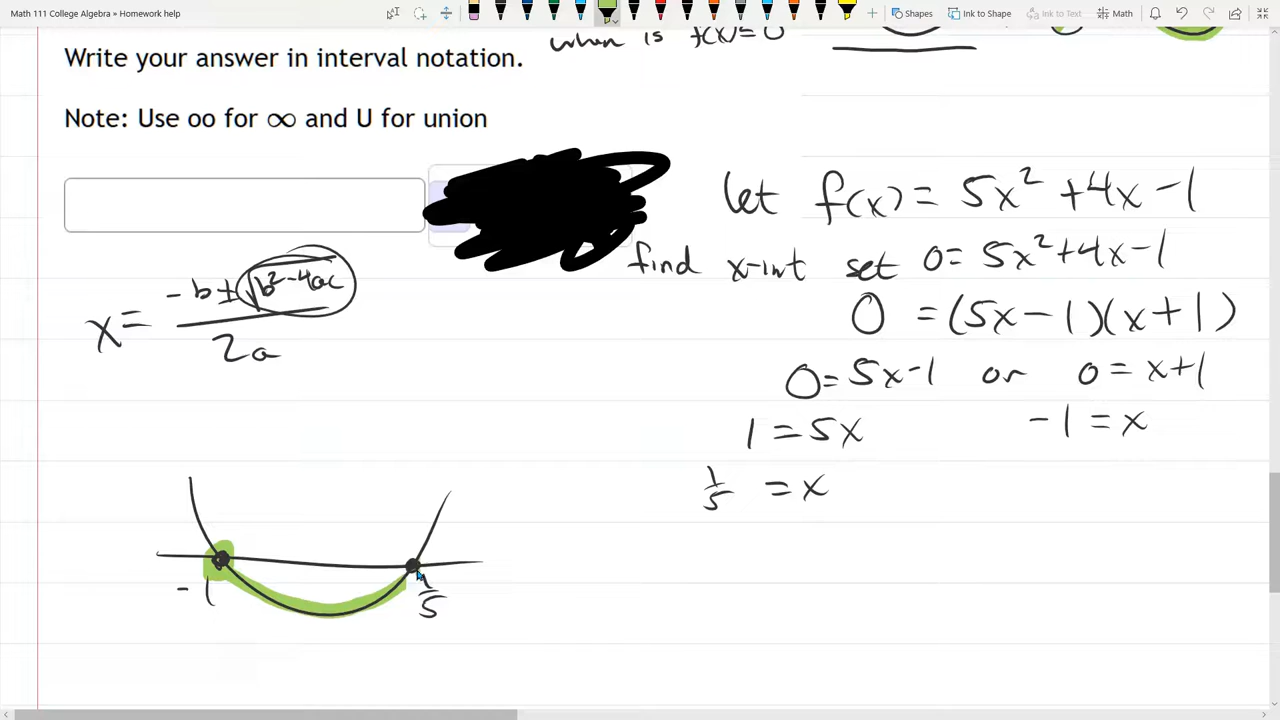 Math 111 College Algebra » Homework help
Shapes
Ink to Shape
Ink to Text
Math
when is f(x)=0
Write your answer in interval notation.
Note: Use oo for ∞ and U for union
let f(x) = 5x² + 4x - 1
find x-int set 0 = 5x² + 4x - 1
x = -b ± √b² - 4ac / 2a
0 = (5x - 1)(x + 1)
0 = 5x - 1 or 0 = x + 1
1 = 5x -1 = x
1/5 = x
-1 1/5